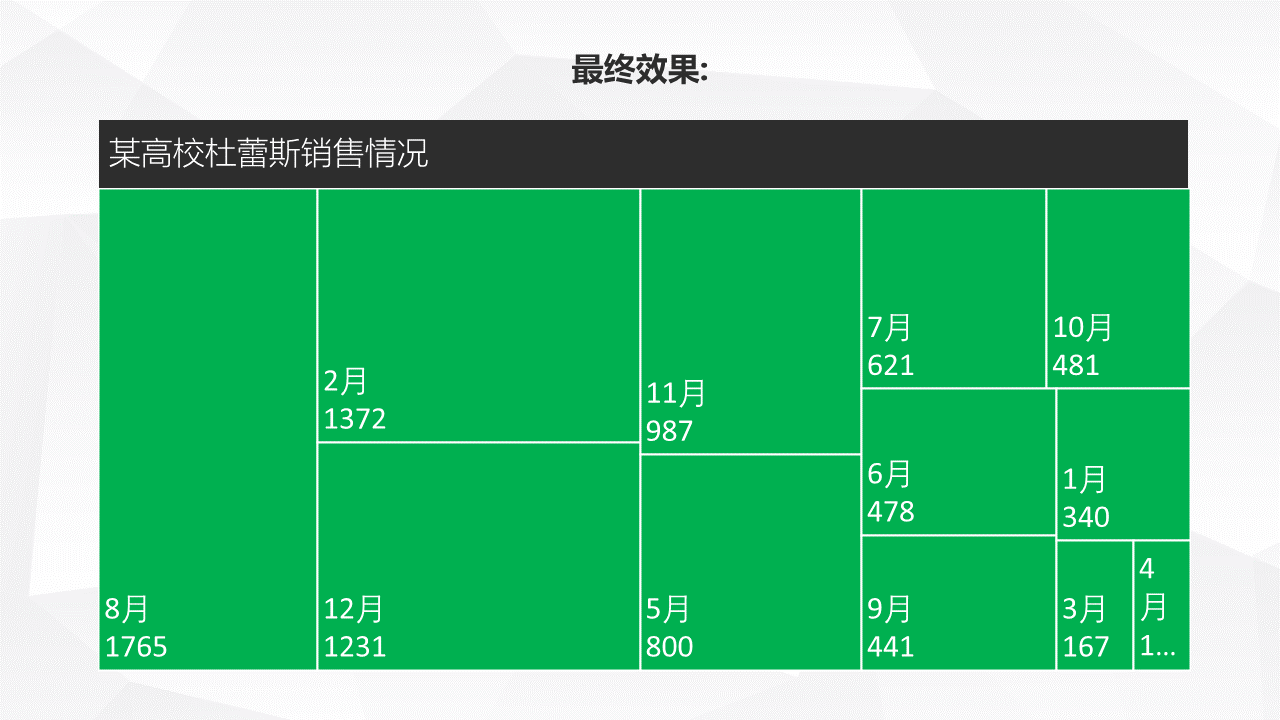 最终效果:
某高校杜蕾斯销售情况
8月
1765
2月
1372
12月
1231
11月
987
5月
800
7月
621
10月
481
6月
478
1月
340
9月
441
3月
167
4
月
1...